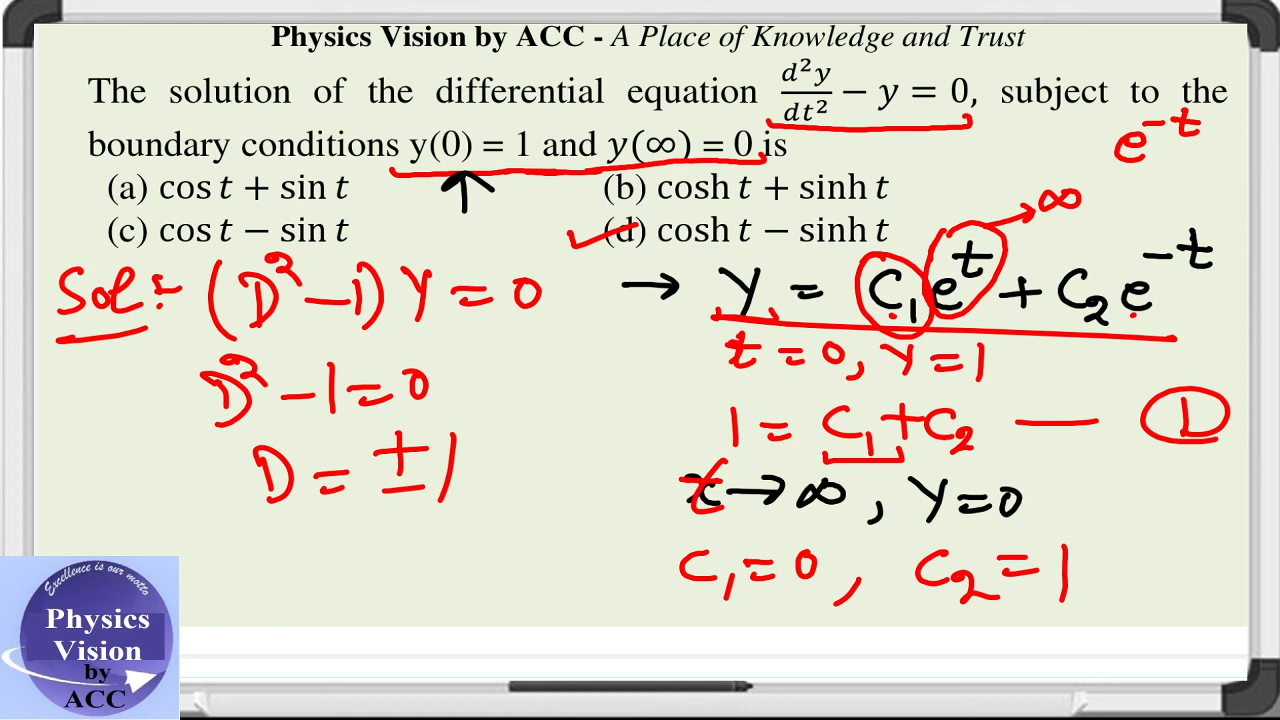 Physics Vision by ACC - A Place of Knowledge and Trust
The solution of the differential equation d²y/dt² − y = 0, subject to the
boundary conditions y(0) = 1 and y(∞) = 0 is
e^-t
(a) cos t + sin t (b) cosh t + sinh t
(c) cos t − sin t (d) cosh t − sinh t
→ ∞
Sol:- (D² − 1) Y = 0 → Y = C₁e^t + C₂e^-t
t = 0, Y = 1
D² − 1 = 0
1 = C₁ + C₂ — 1
D = ± 1
t → ∞, Y = 0
C₁ = 0, C₂ = 1
Excellence is our motto
Physics
Vision
by
ACC